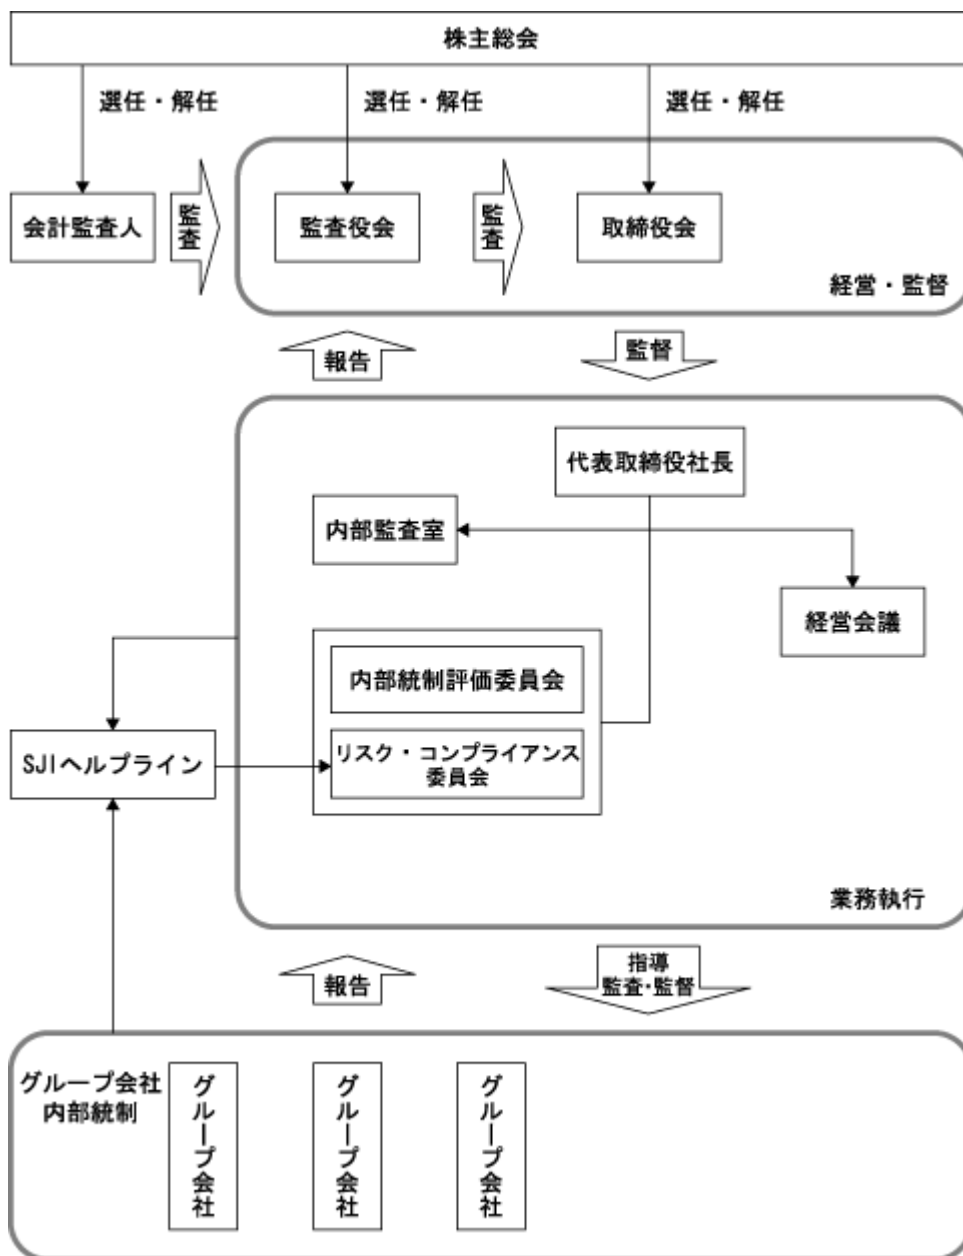 株主総会
選任・解任
選任・解任
選任・解任
会計監査人
監査
監査役会
監査
取締役会
経営・監督
報告
監督
代表取締役社長
内部監査室
経営会議
内部統制評価委員会
SJIヘルプライン
リスク・コンプライアンス
委員会
業務執行
報告
指導
監査・監督
グループ会社
内部統制
グループ会社
グループ会社
グループ会社